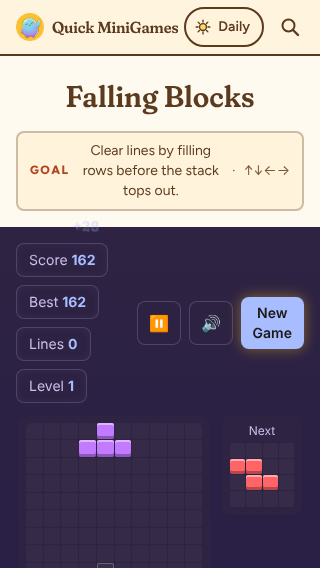 Quick MiniGames
Daily
Falling Blocks
GOAL
Clear lines by filling
rows before the stack
tops out.
· ↑↓←→
+28
Score 162
Best 162
Lines 0
Level 1
New
Game
Next